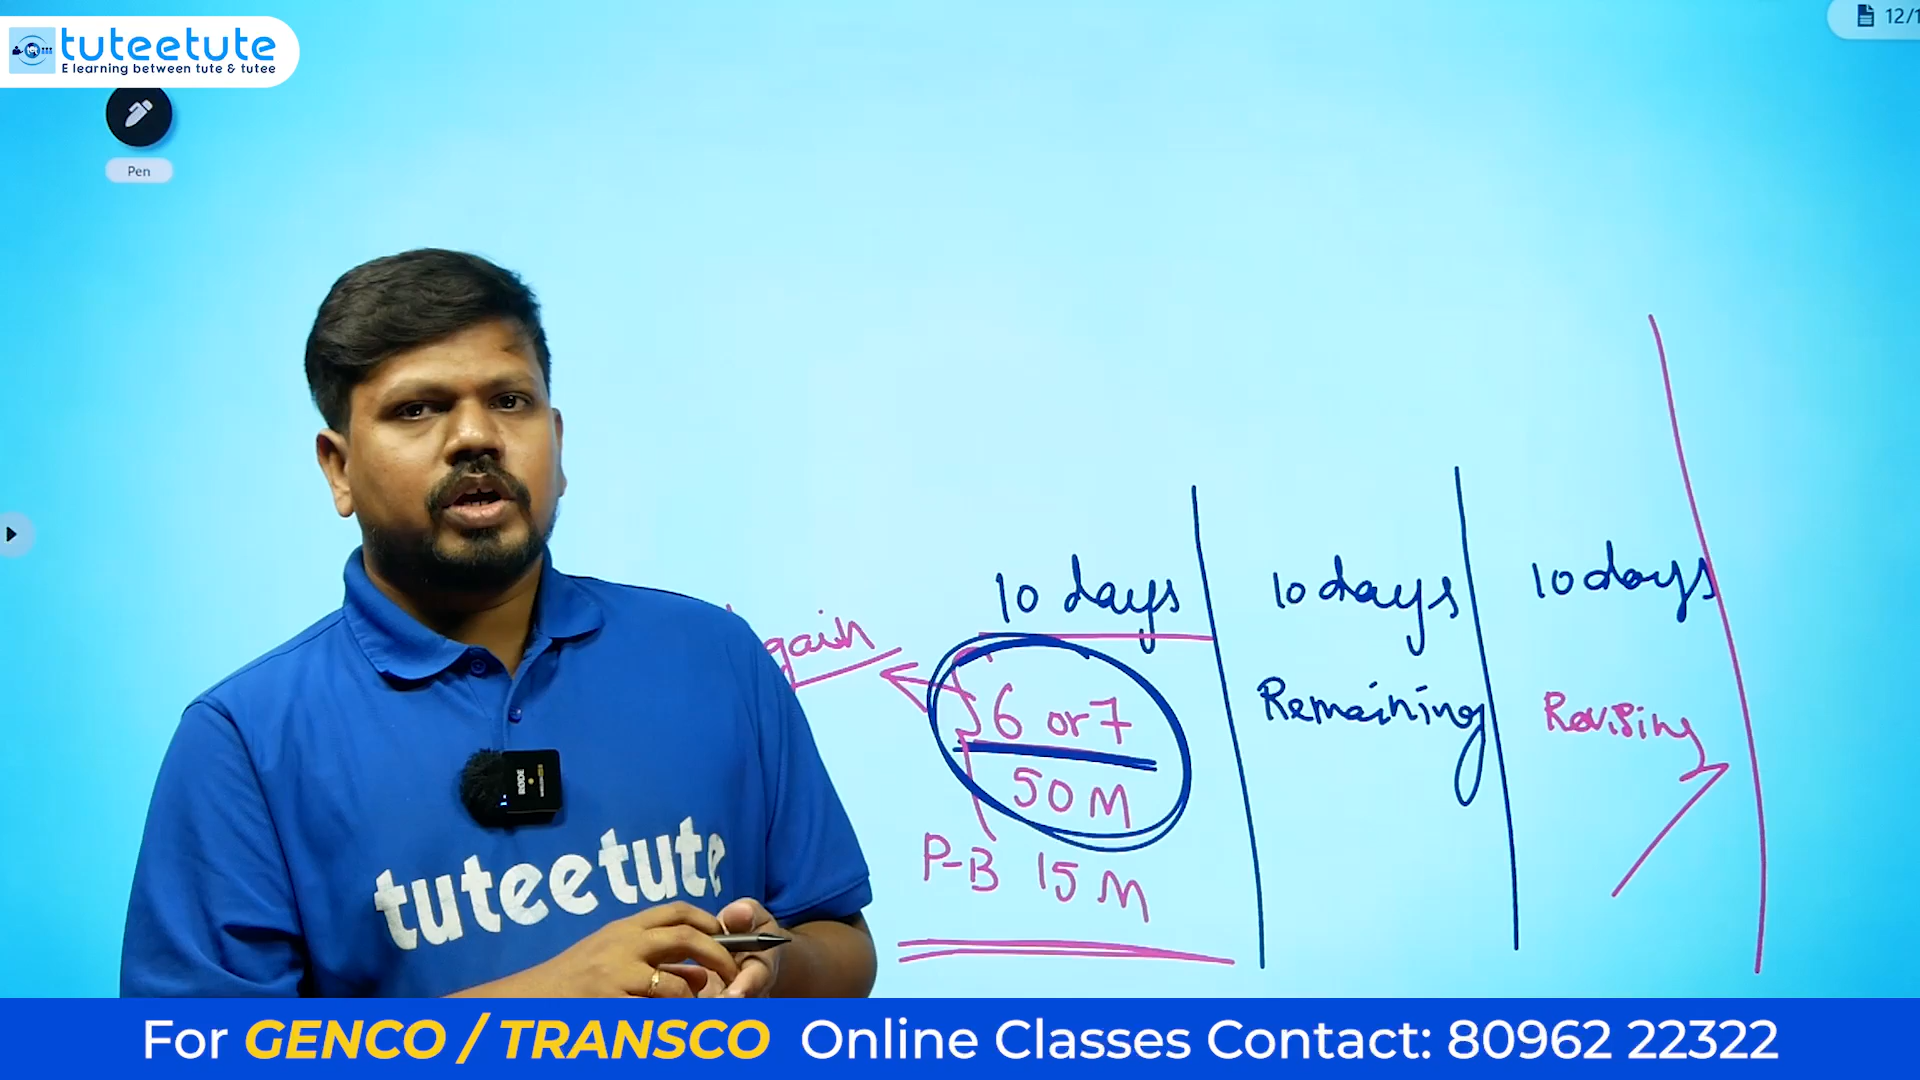 tuteetute
E learning between tute & tutee
12/1
Pen
10 days
10 days
10 days
gain
6 or 7
Remaining
Revising
50 M
P-B 15 M
RODE
tuteetute
For GENCO / TRANSCO Online Classes Contact: 80962 22322